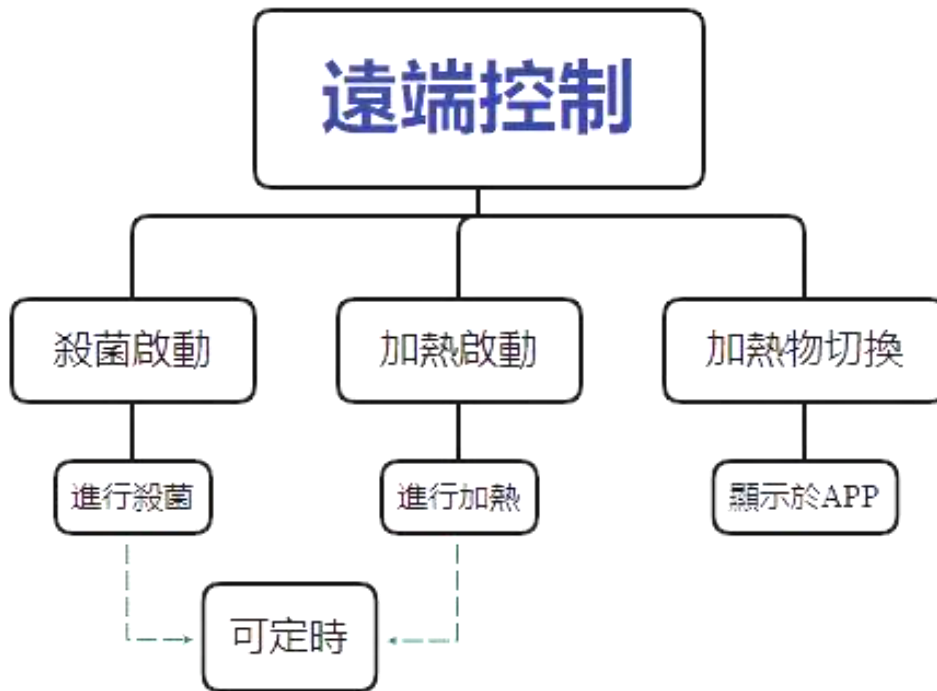 遠端控制
殺菌啟動
加熱啟動
加熱物切換
進行殺菌
進行加熱
顯示於APP
可定時